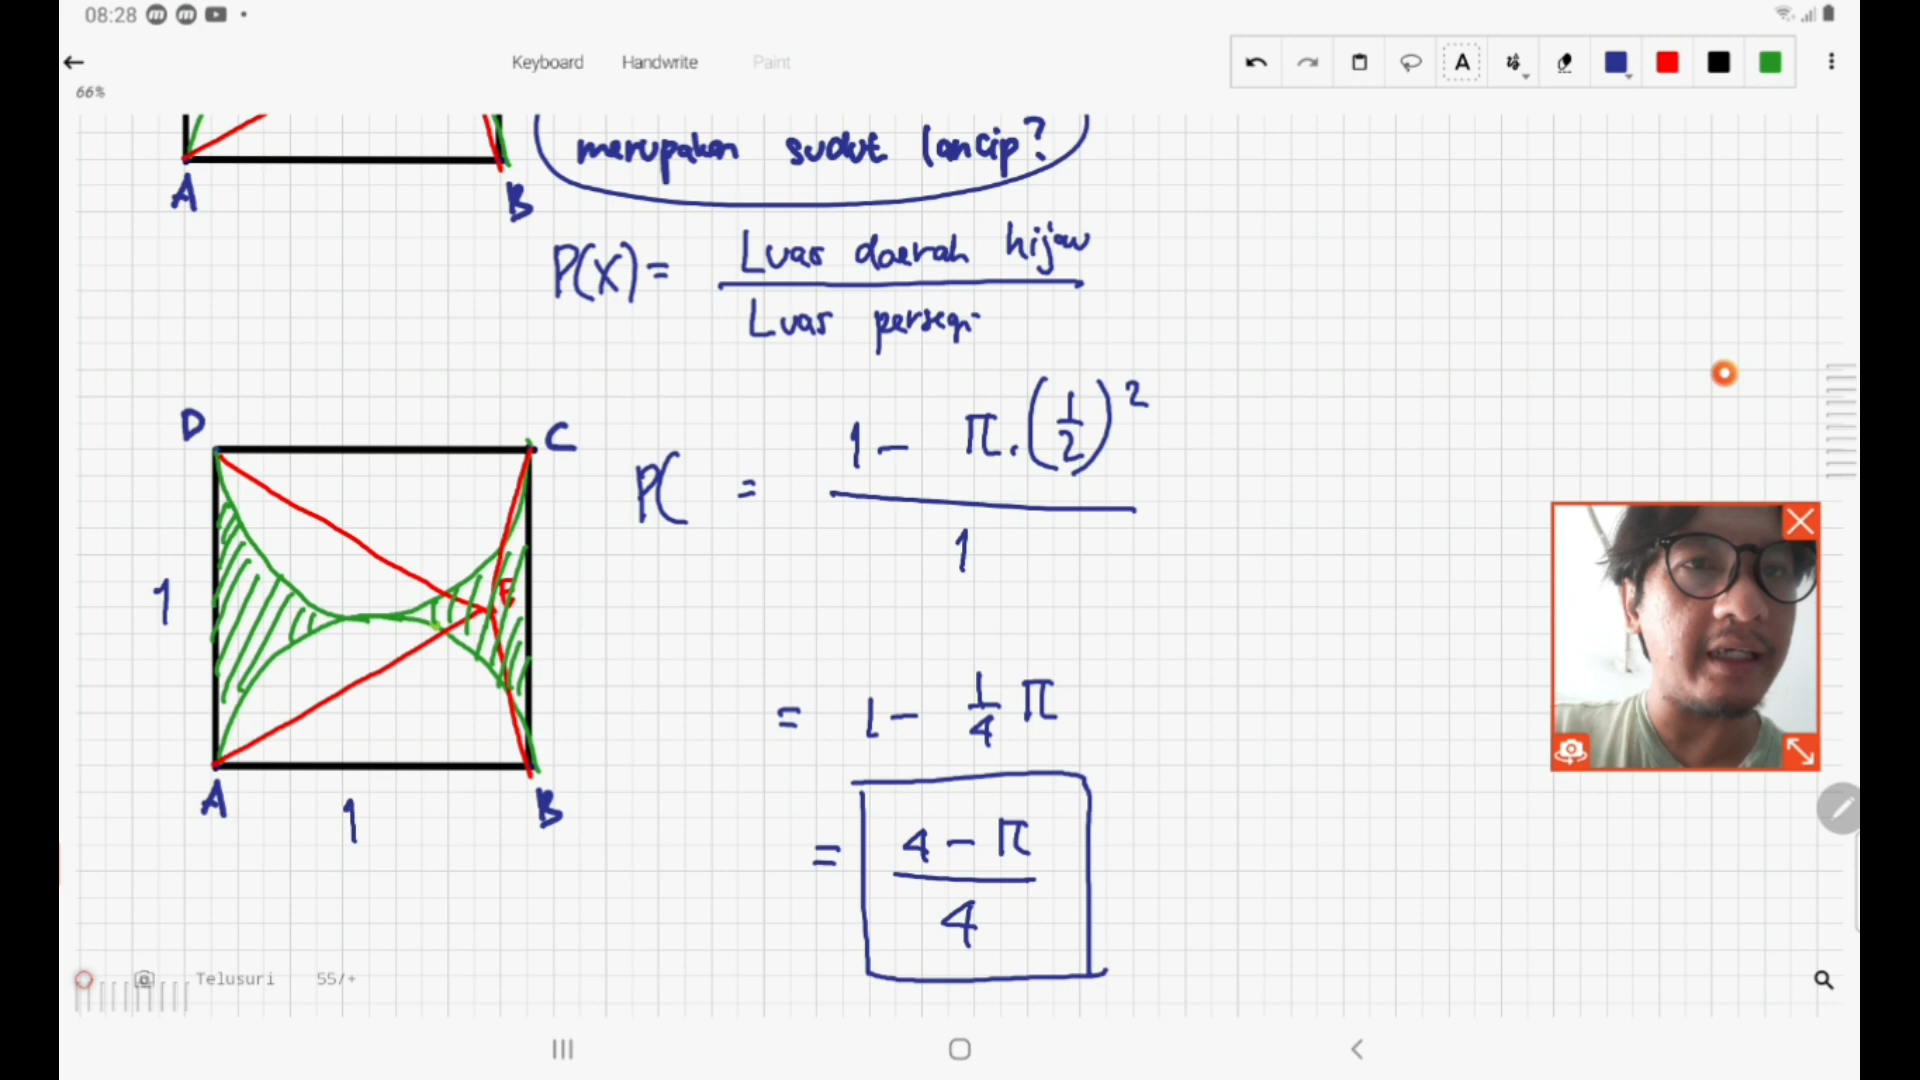 08:28
Keyboard Handwrite Paint
A
66%
merupakan sudut lancip?
A
B
P(X) = Luas daerah hijau
Luas persegi
D
C
P( = 1 - π . (1/2)²
1
E
1
= 1 - 1/4 π
A
1
B
= 4 - π
4
Telusuri 55/+